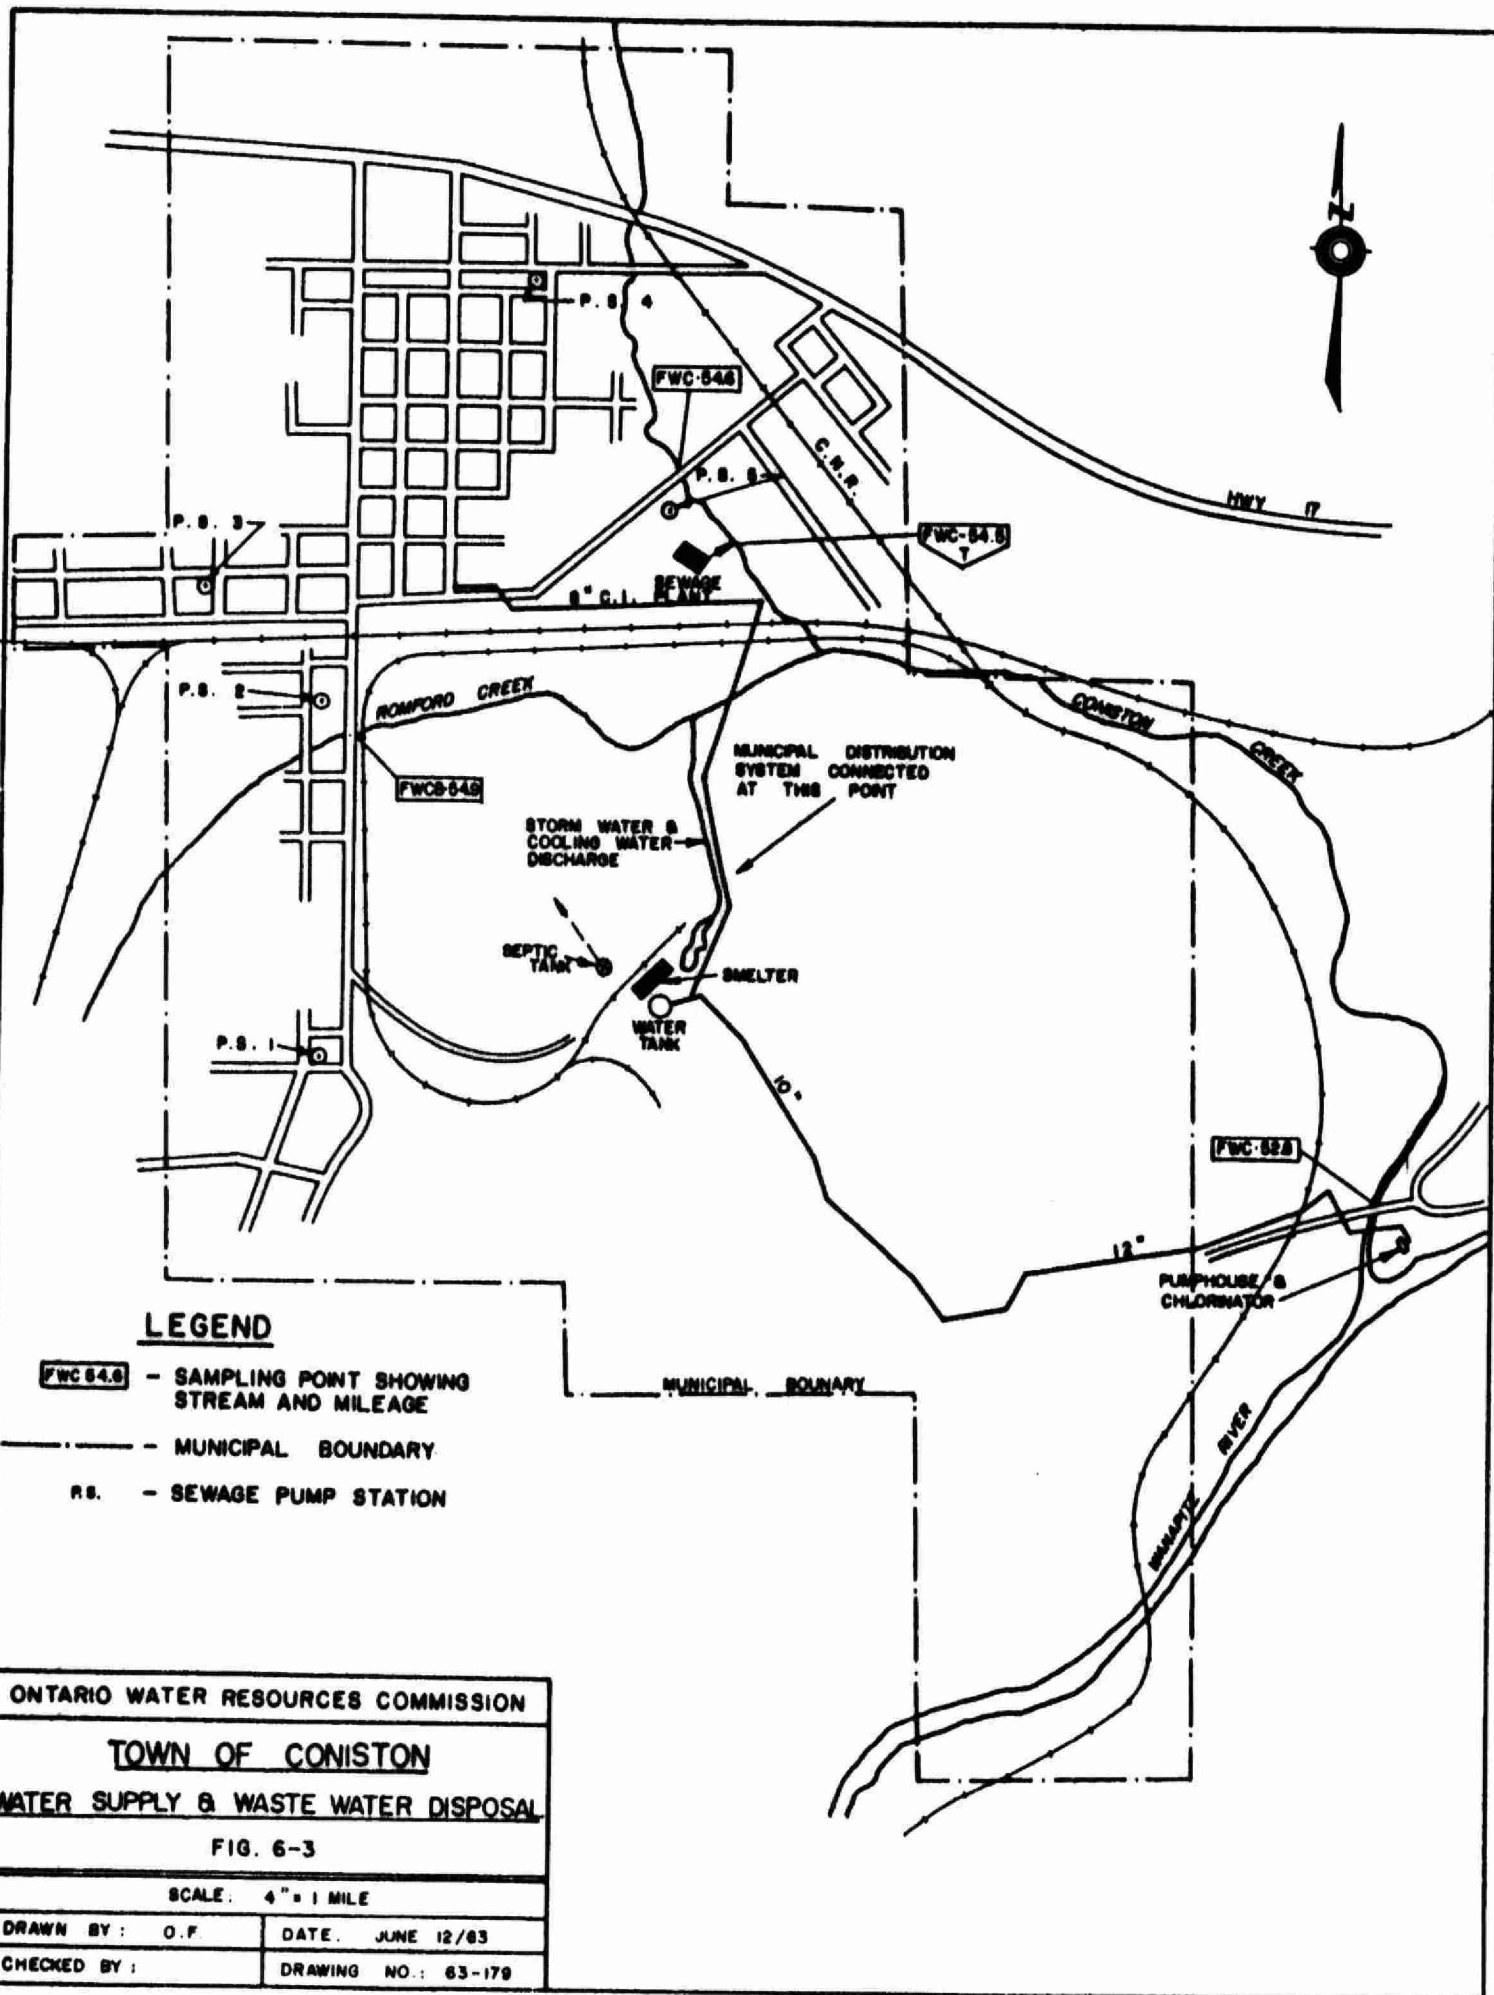 N
P.S. 4
FWC-54.6
C.N.R.
P.S. 5
HWY 17
P.S. 3
FWC-54.5
T
SEWAGE
PLANT
8" C.I.
P.S. 2
ROMFORD CREEK
CONISTON
CREEK
FWCB-54.9
MUNICIPAL DISTRIBUTION
SYSTEM CONNECTED
AT THIS POINT
STORM WATER &
COOLING WATER
DISCHARGE
SEPTIC
TANK
SMELTER
WATER
TANK
P.S. 1
10"
FWC-52.8
12"
PUMPHOUSE &
CHLORINATOR
LEGEND
FWC 54.6 - SAMPLING POINT SHOWING
STREAM AND MILEAGE
- MUNICIPAL BOUNDARY
P.S. - SEWAGE PUMP STATION
MUNICIPAL BOUNARY
WANAPITEI RIVER
ONTARIO WATER RESOURCES COMMISSION
TOWN OF CONISTON
WATER SUPPLY & WASTE WATER DISPOSAL
FIG. 6-3
SCALE: 4" = 1 MILE
DRAWN BY: O.F.
DATE. JUNE 12/63
CHECKED BY:
DRAWING NO.: 63-179